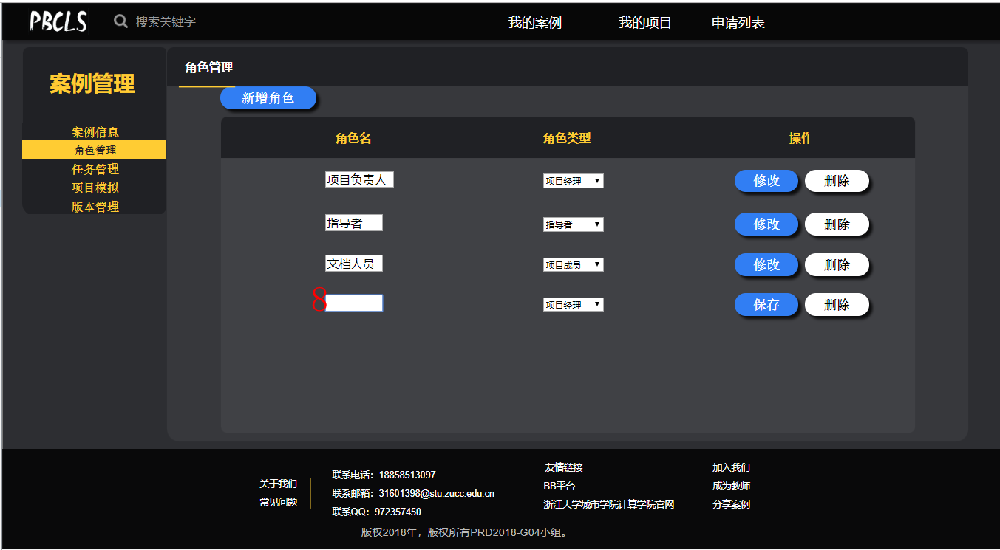 PBCLS 搜索关键字 我的案例 我的项目 申请列表
案例管理
案例信息
角色管理
任务管理
项目模拟
版本管理
角色管理
新增角色
角色名 角色类型 操作
项目负责人 项目经理 修改 删除
指导者 指导者 修改 删除
文档人员 项目成员 修改 删除
8 项目经理 保存 删除
关于我们
常见问题
联系电话：18858513097
联系邮箱：31601398@stu.zucc.edu.cn
联系QQ：972357450
友情链接
BB平台
浙江大学城市学院计算学院官网
加入我们
成为教师
分享案例
版权2018年，版权所有PRD2018-G04小组。